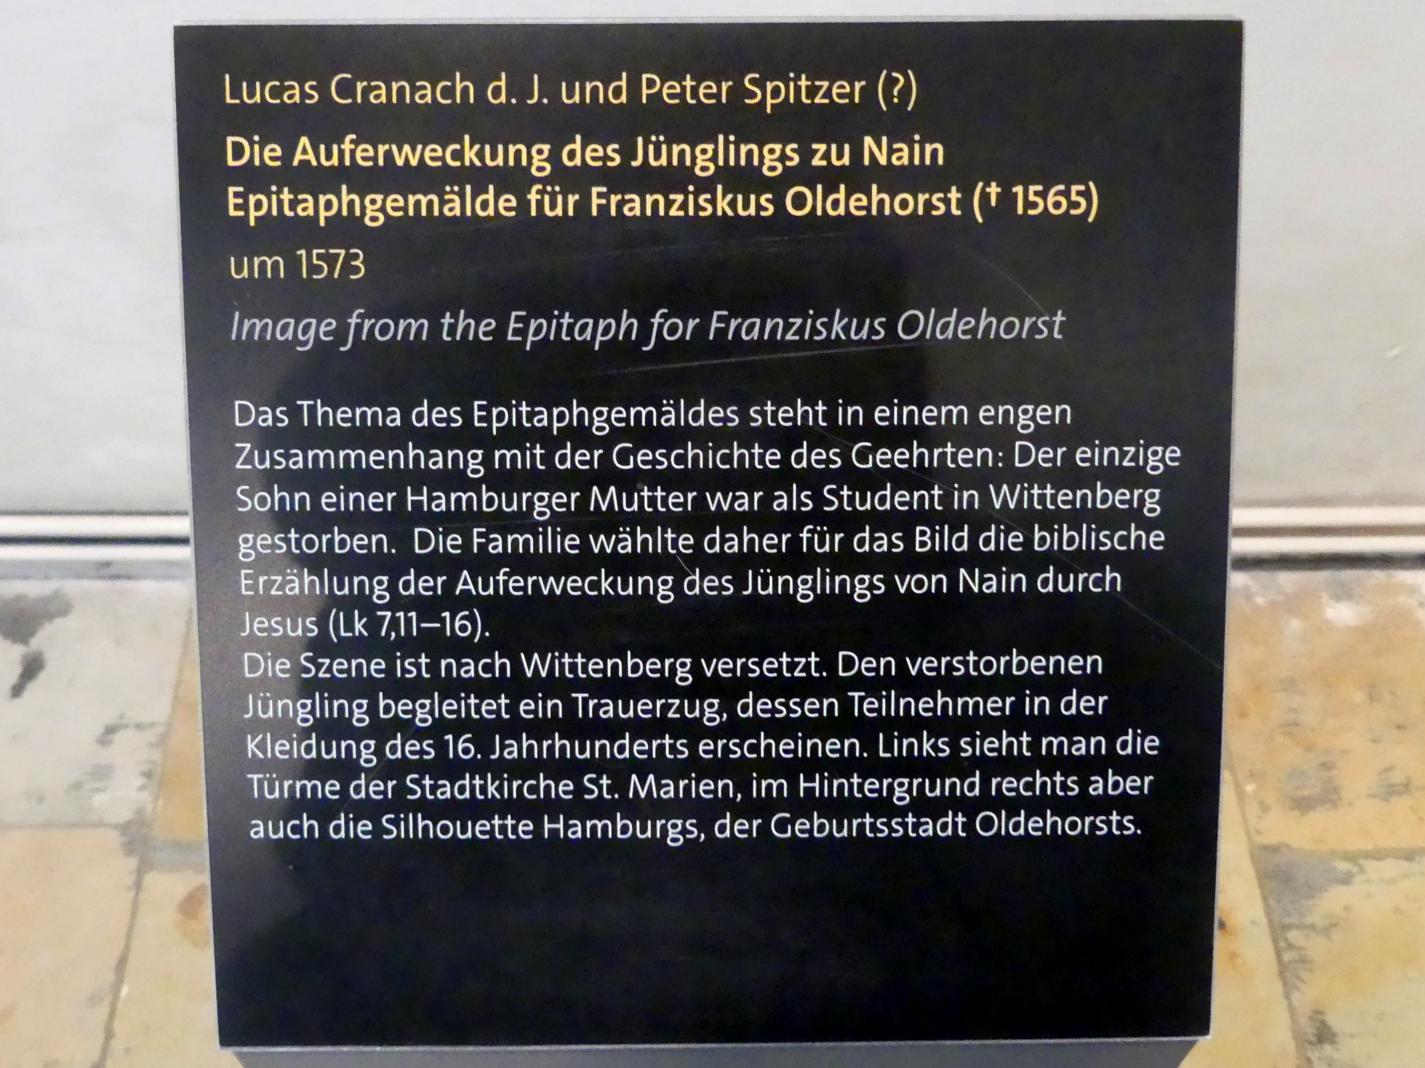 Lucas Cranach d. J. und Peter Spitzer (?)
Die Auferweckung des Jünglings zu Nain
Epitaphgemälde für Franziskus Oldehorst († 1565)
um 1573
Image from the Epitaph for Franziskus Oldehorst
Das Thema des Epitaphgemäldes steht in einem engen
Zusammenhang mit der Geschichte des Geehrten: Der einzige
Sohn einer Hamburger Mutter war als Student in Wittenberg
gestorben. Die Familie wählte daher für das Bild die biblische
Erzählung der Auferweckung des Jünglings von Nain durch
Jesus (Lk 7,11–16).
Die Szene ist nach Wittenberg versetzt. Den verstorbenen
Jüngling begleitet ein Trauerzug, dessen Teilnehmer in der
Kleidung des 16. Jahrhunderts erscheinen. Links sieht man die
Türme der Stadtkirche St. Marien, im Hintergrund rechts aber
auch die Silhouette Hamburgs, der Geburtsstadt Oldehorsts.